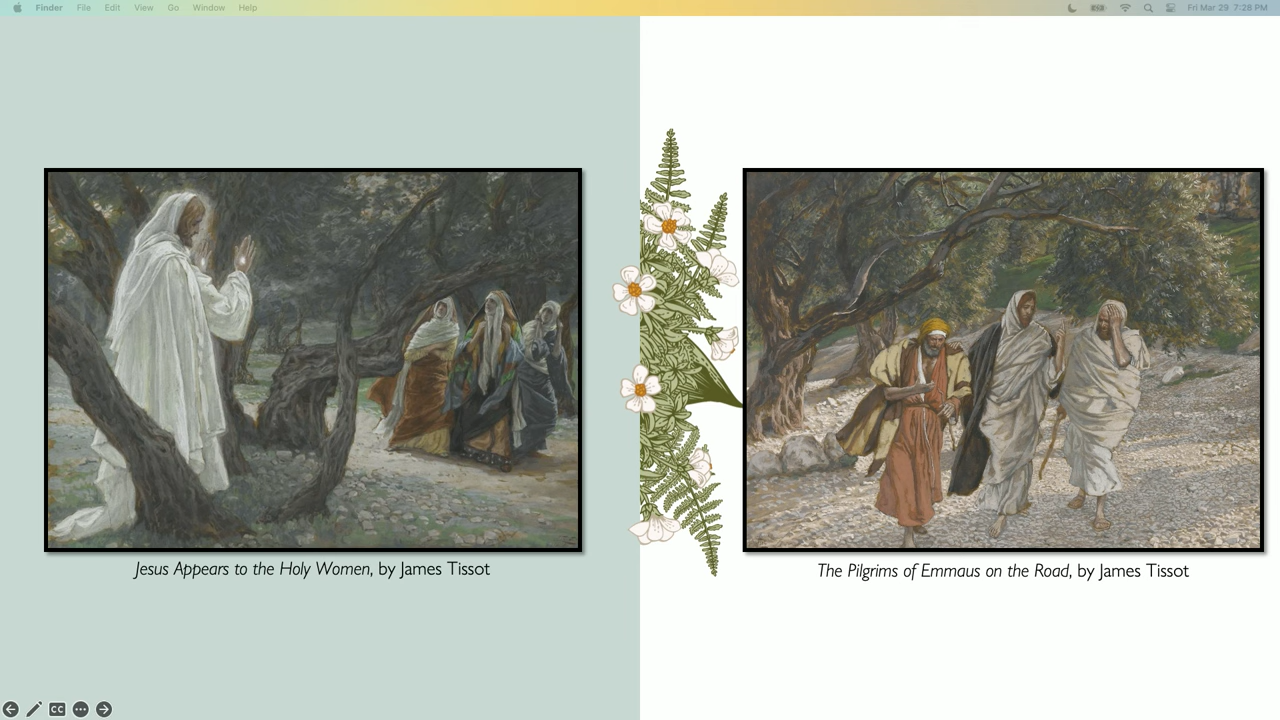 Finder File Edit View Go Window Help Fri Mar 29 7:28 PM
Jesus Appears to the Holy Women, by James Tissot
The Pilgrims of Emmaus on the Road, by James Tissot
CC